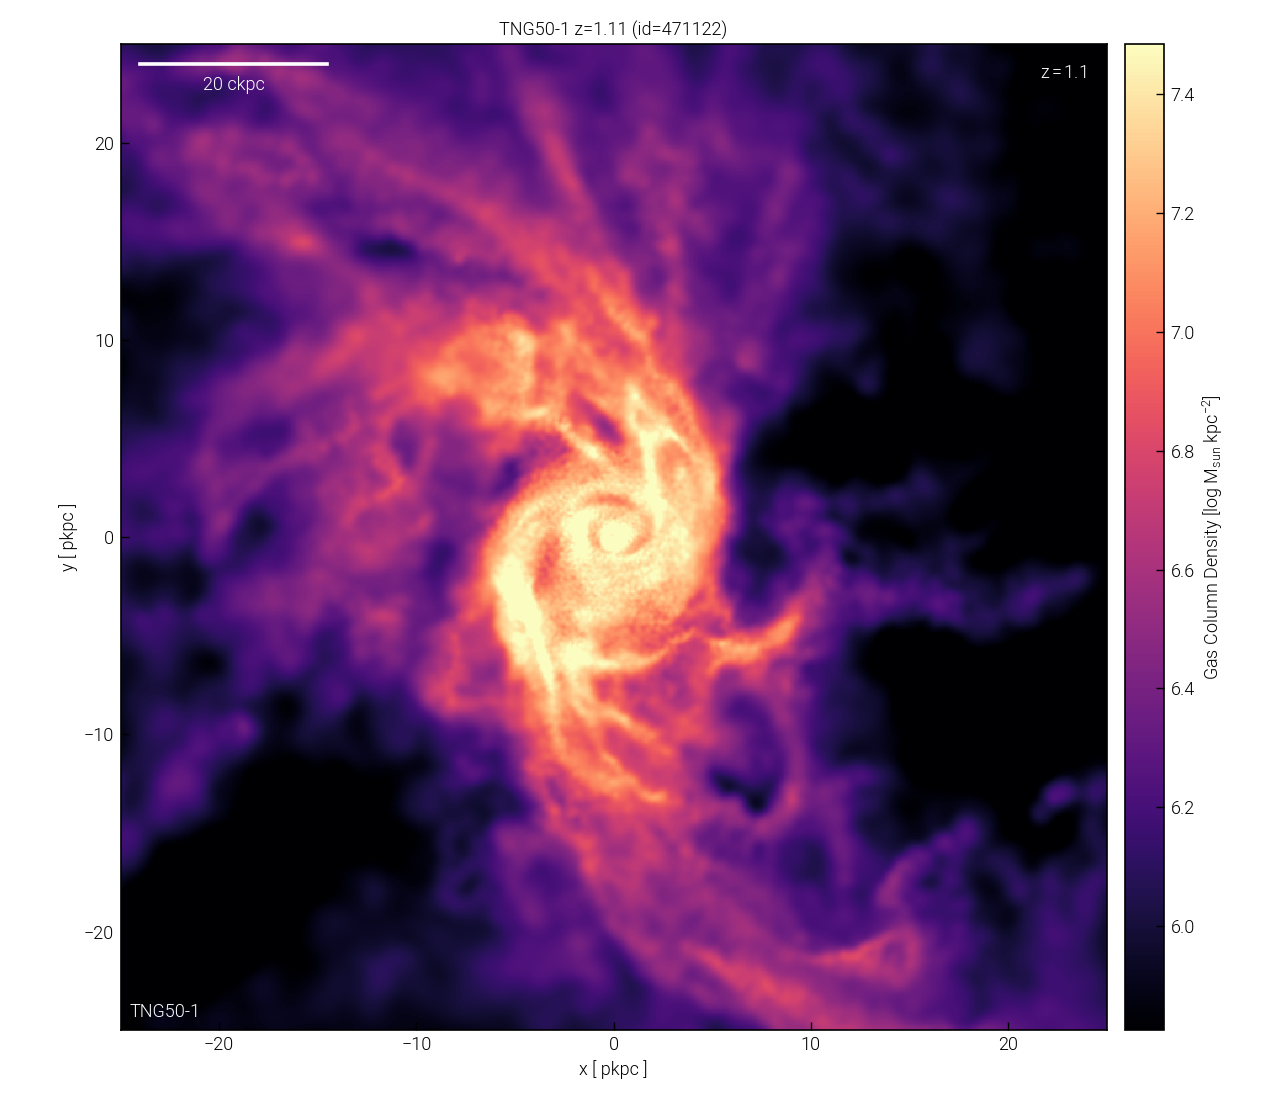 TNG50-1 z=1.11 (id=471122)
20 ckpc
z = 1.1
TNG50-1
20
10
0
−10
−20
y [ pkpc ]
−20 −10 0 10 20
x [ pkpc ]
7.4
7.2
7.0
6.8
6.6
6.4
6.2
6.0
Gas Column Density [log M_sun kpc⁻²]